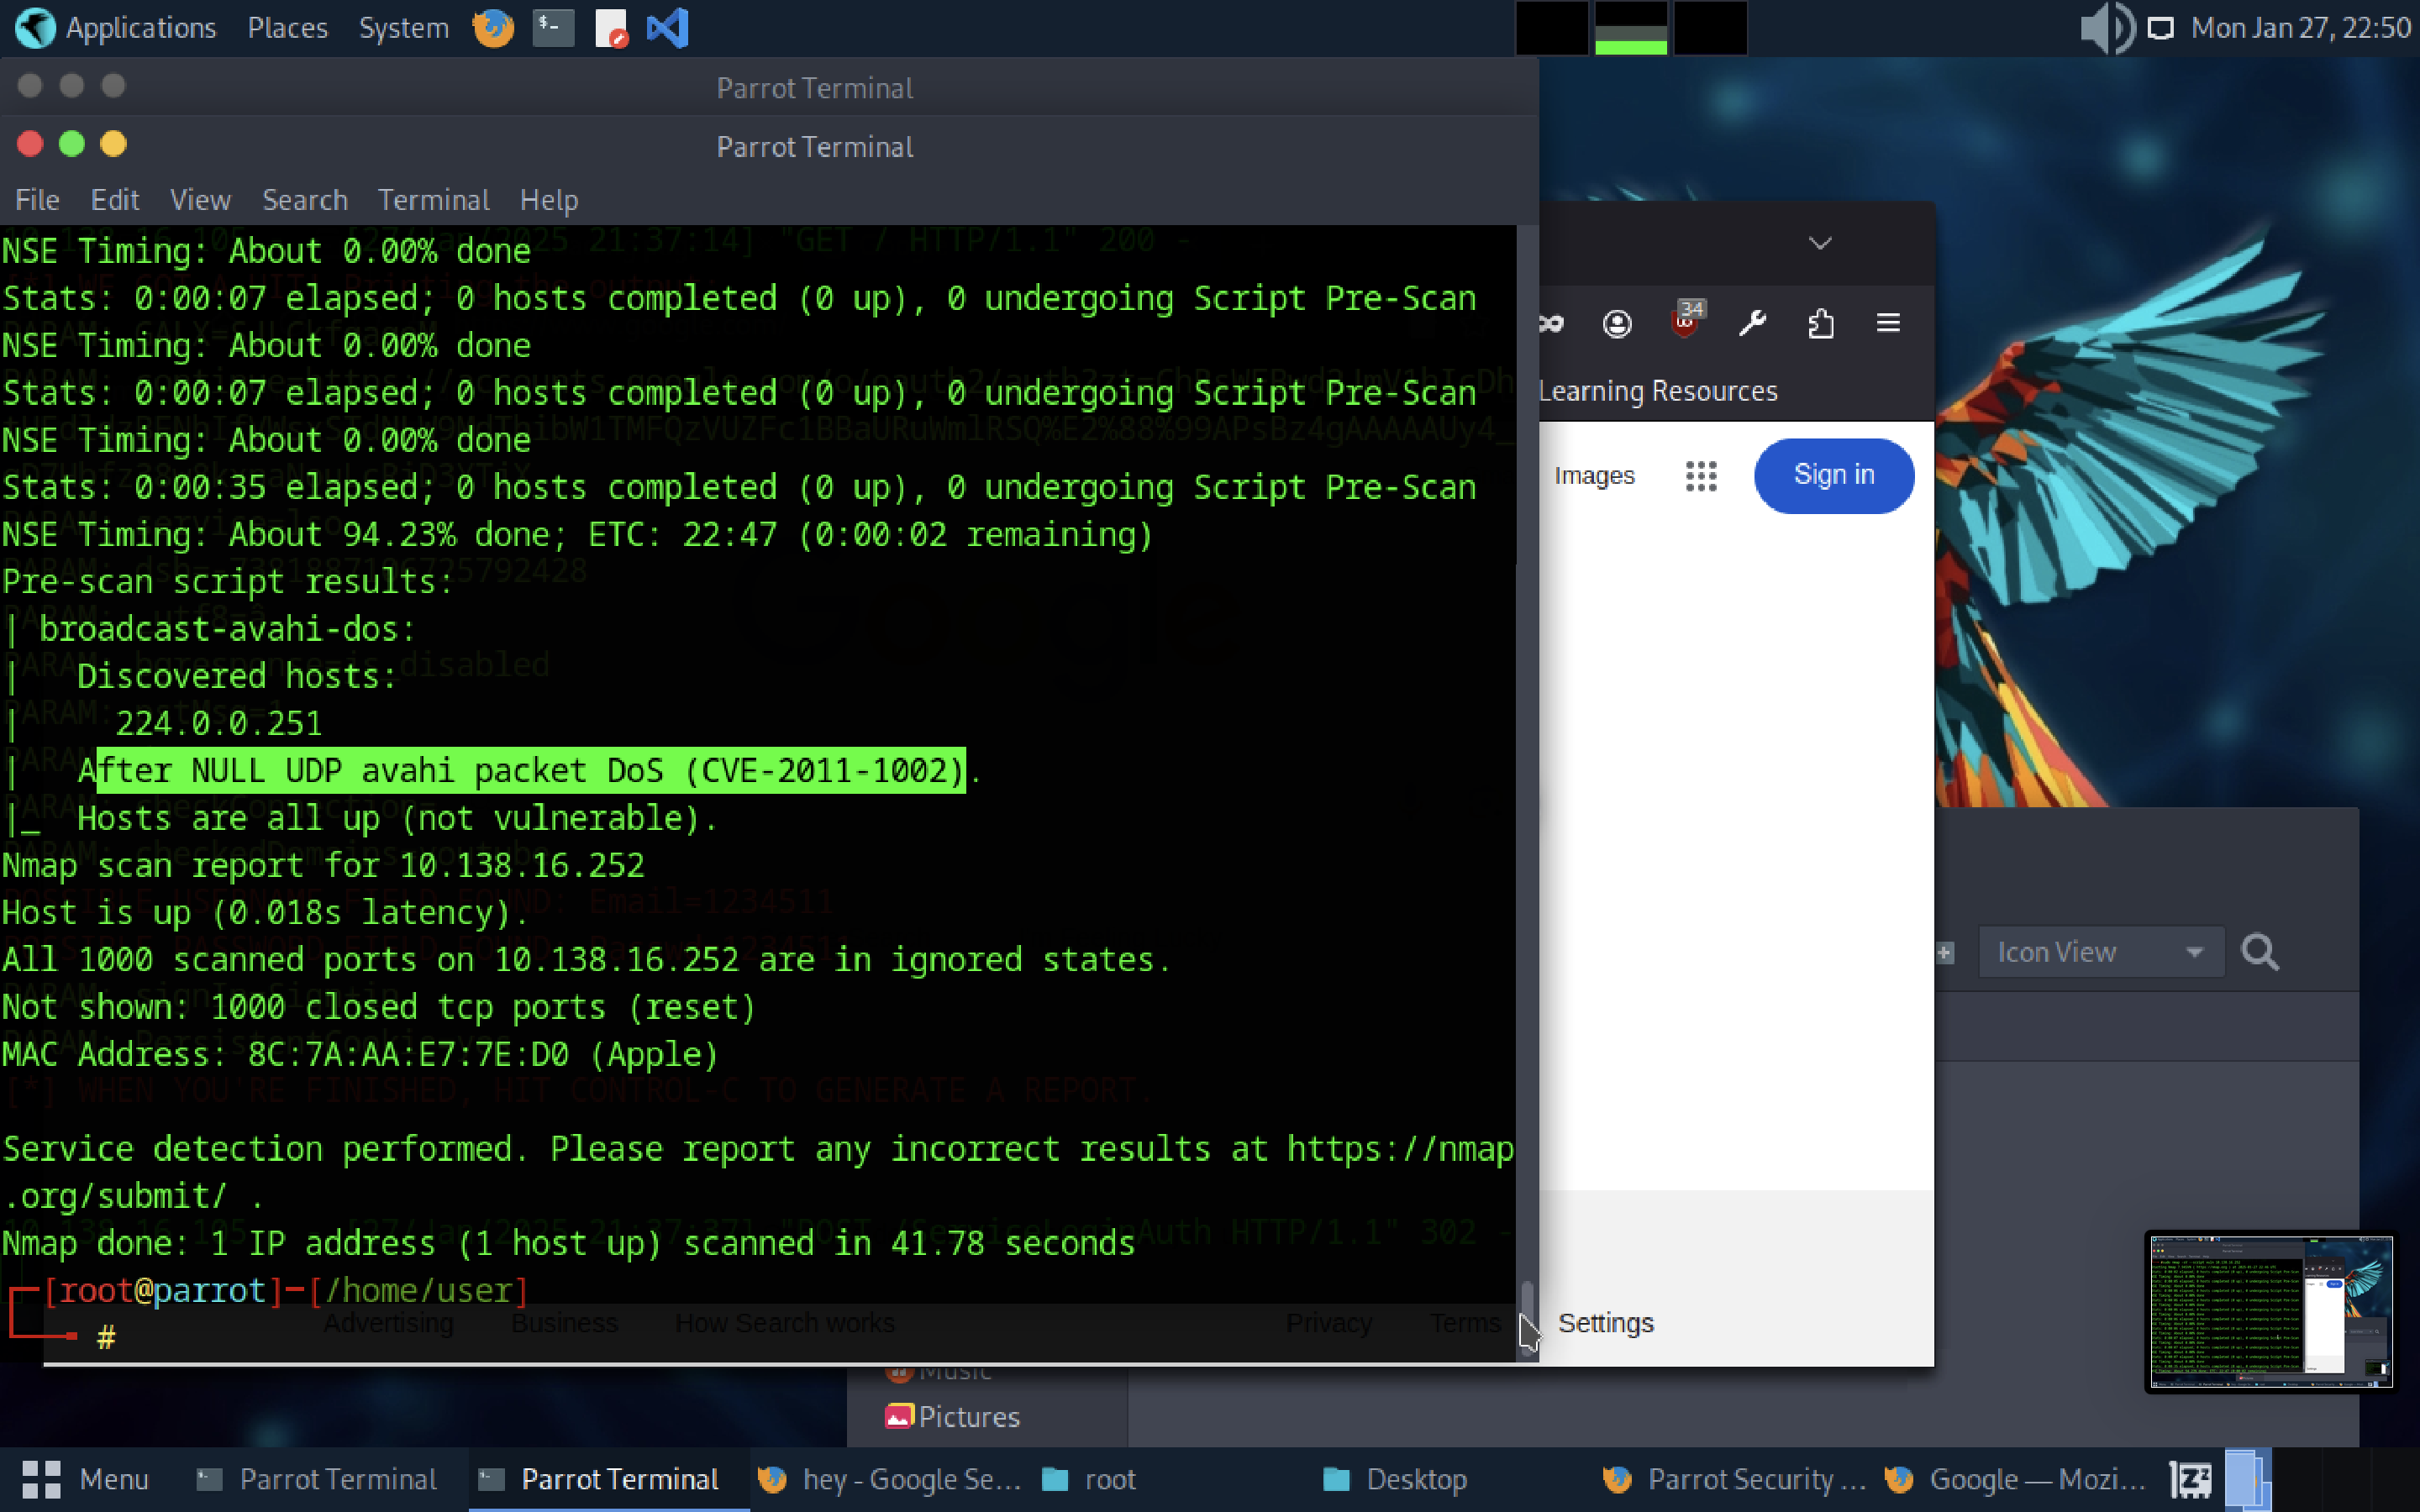 Applications Places System
Mon Jan 27, 22:50
Parrot Terminal
Parrot Terminal
File Edit View Search Terminal Help
NSE Timing: About 0.00% done
Stats: 0:00:07 elapsed; 0 hosts completed (0 up), 0 undergoing Script Pre-Scan
NSE Timing: About 0.00% done
Stats: 0:00:07 elapsed; 0 hosts completed (0 up), 0 undergoing Script Pre-Scan
NSE Timing: About 0.00% done
Stats: 0:00:35 elapsed; 0 hosts completed (0 up), 0 undergoing Script Pre-Scan
NSE Timing: About 94.23% done; ETC: 22:47 (0:00:02 remaining)
Pre-scan script results:
| broadcast-avahi-dos:
|   Discovered hosts:
|     224.0.0.251
|   After NULL UDP avahi packet DoS (CVE-2011-1002).
|_  Hosts are all up (not vulnerable).
Nmap scan report for 10.138.16.252
Host is up (0.018s latency).
All 1000 scanned ports on 10.138.16.252 are in ignored states.
Not shown: 1000 closed tcp ports (reset)
MAC Address: 8C:7A:AA:E7:7E:D0 (Apple)
[*] WHEN YOU'RE FINISHED, HIT CONTROL-C TO GENERATE A REPORT.
Service detection performed. Please report any incorrect results at https://nmap
.org/submit/ .
Nmap done: 1 IP address (1 host up) scanned in 41.78 seconds
[root@parrot]-[/home/user]
#
34
Learning Resources
Images
Sign in
Advertising Business How Search works Privacy Terms Settings
Icon View
Music
Pictures
Menu
Parrot Terminal
Parrot Terminal
hey - Google Se...
root
Desktop
Parrot Security ...
Google — Mozi...